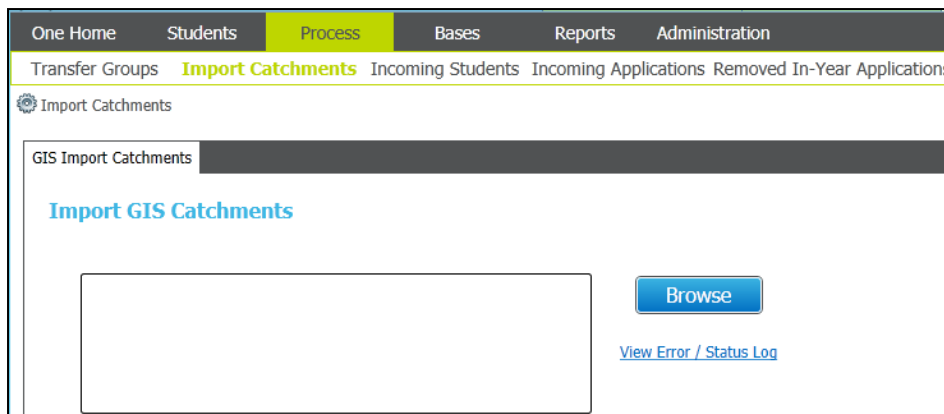 One Home Students Process Bases Reports Administration
Transfer Groups Import Catchments Incoming Students Incoming Applications Removed In-Year Applications
Import Catchments
GIS Import Catchments
Import GIS Catchments
Browse
View Error / Status Log